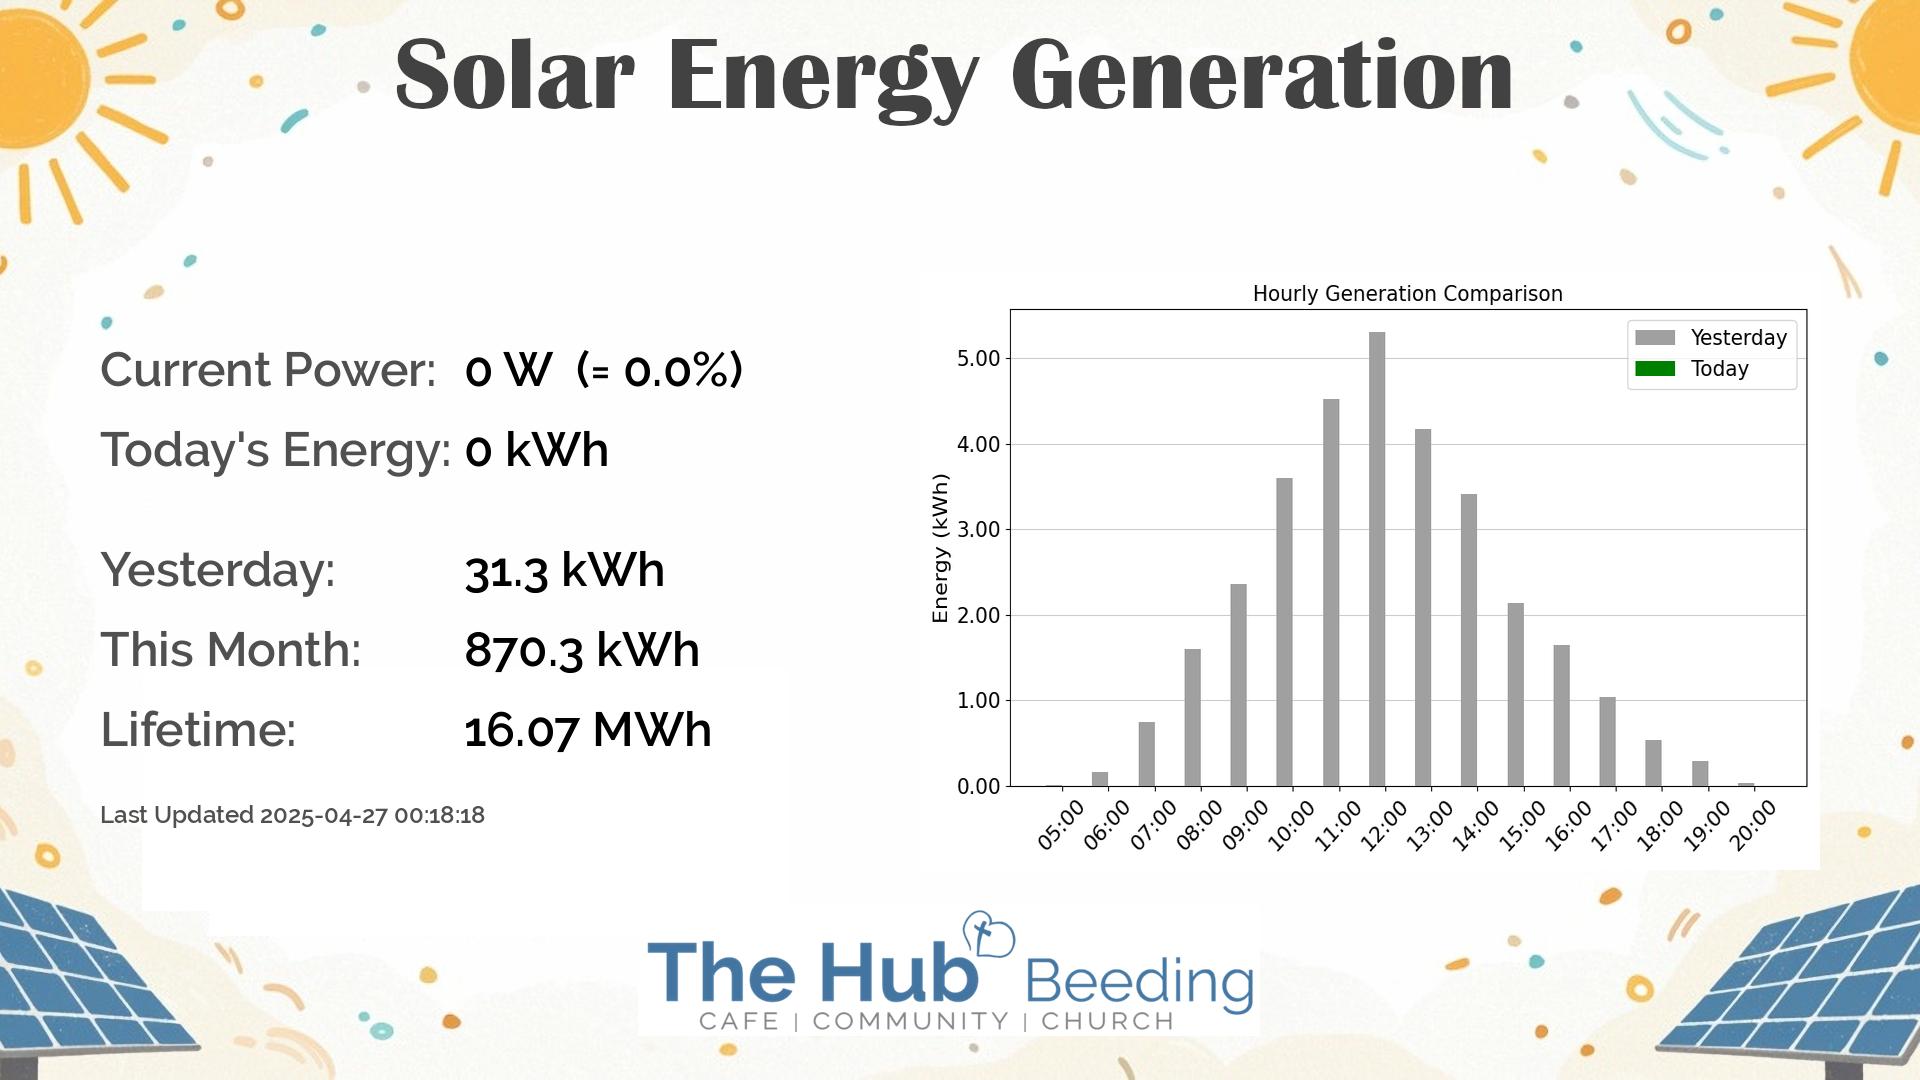 Solar Energy Generation
Current Power: 0 W (= 0.0%)
Today's Energy: 0 kWh
Yesterday: 31.3 kWh
This Month: 870.3 kWh
Lifetime: 16.07 MWh
Last Updated 2025-04-27 00:18:18
Hourly Generation Comparison
Yesterday
Today
Energy (kWh)
5.00
4.00
3.00
2.00
1.00
0.00
05:00 06:00 07:00 08:00 09:00 10:00 11:00 12:00 13:00 14:00 15:00 16:00 17:00 18:00 19:00 20:00
The Hub Beeding
CAFE | COMMUNITY | CHURCH